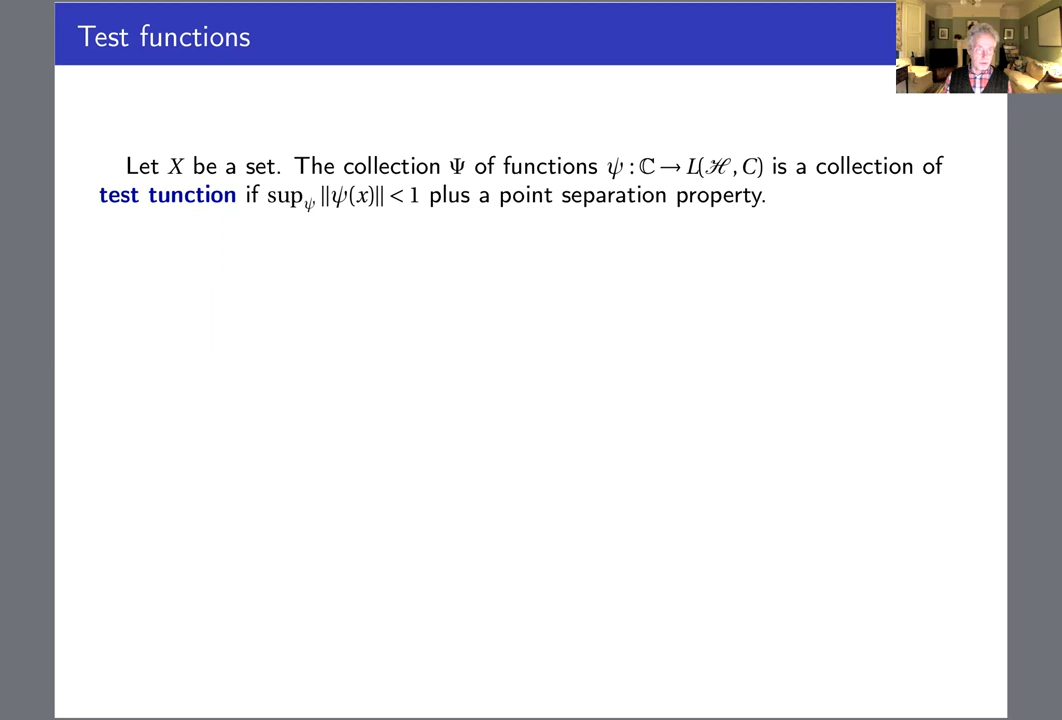 Test functions
Let X be a set. The collection Ψ of functions ψ : ℂ → L(ℋ, C) is a collection of
test tunction if sup_ψ ||ψ(x)|| < 1 plus a point separation property.